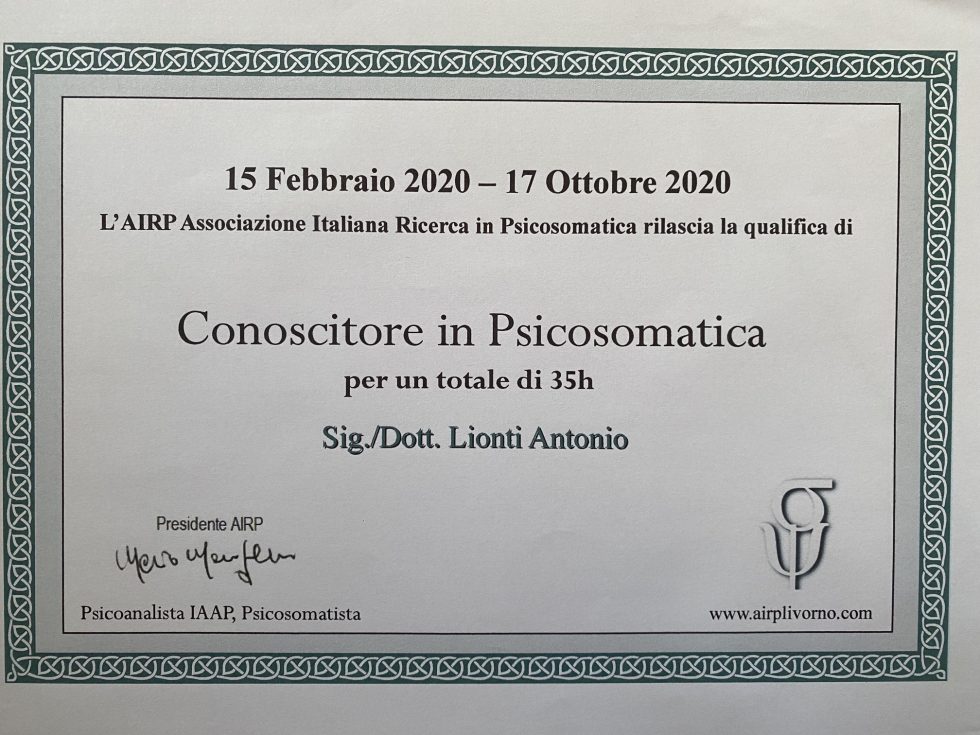 15 Febbraio 2020 – 17 Ottobre 2020
L'AIRP Associazione Italiana Ricerca in Psicosomatica rilascia la qualifica di
Conoscitore in Psicosomatica
per un totale di 35h
Sig./Dott. Lionti Antonio
Presidente AIRP
Psicoanalista IAAP, Psicosomatista
www.airplivorno.com